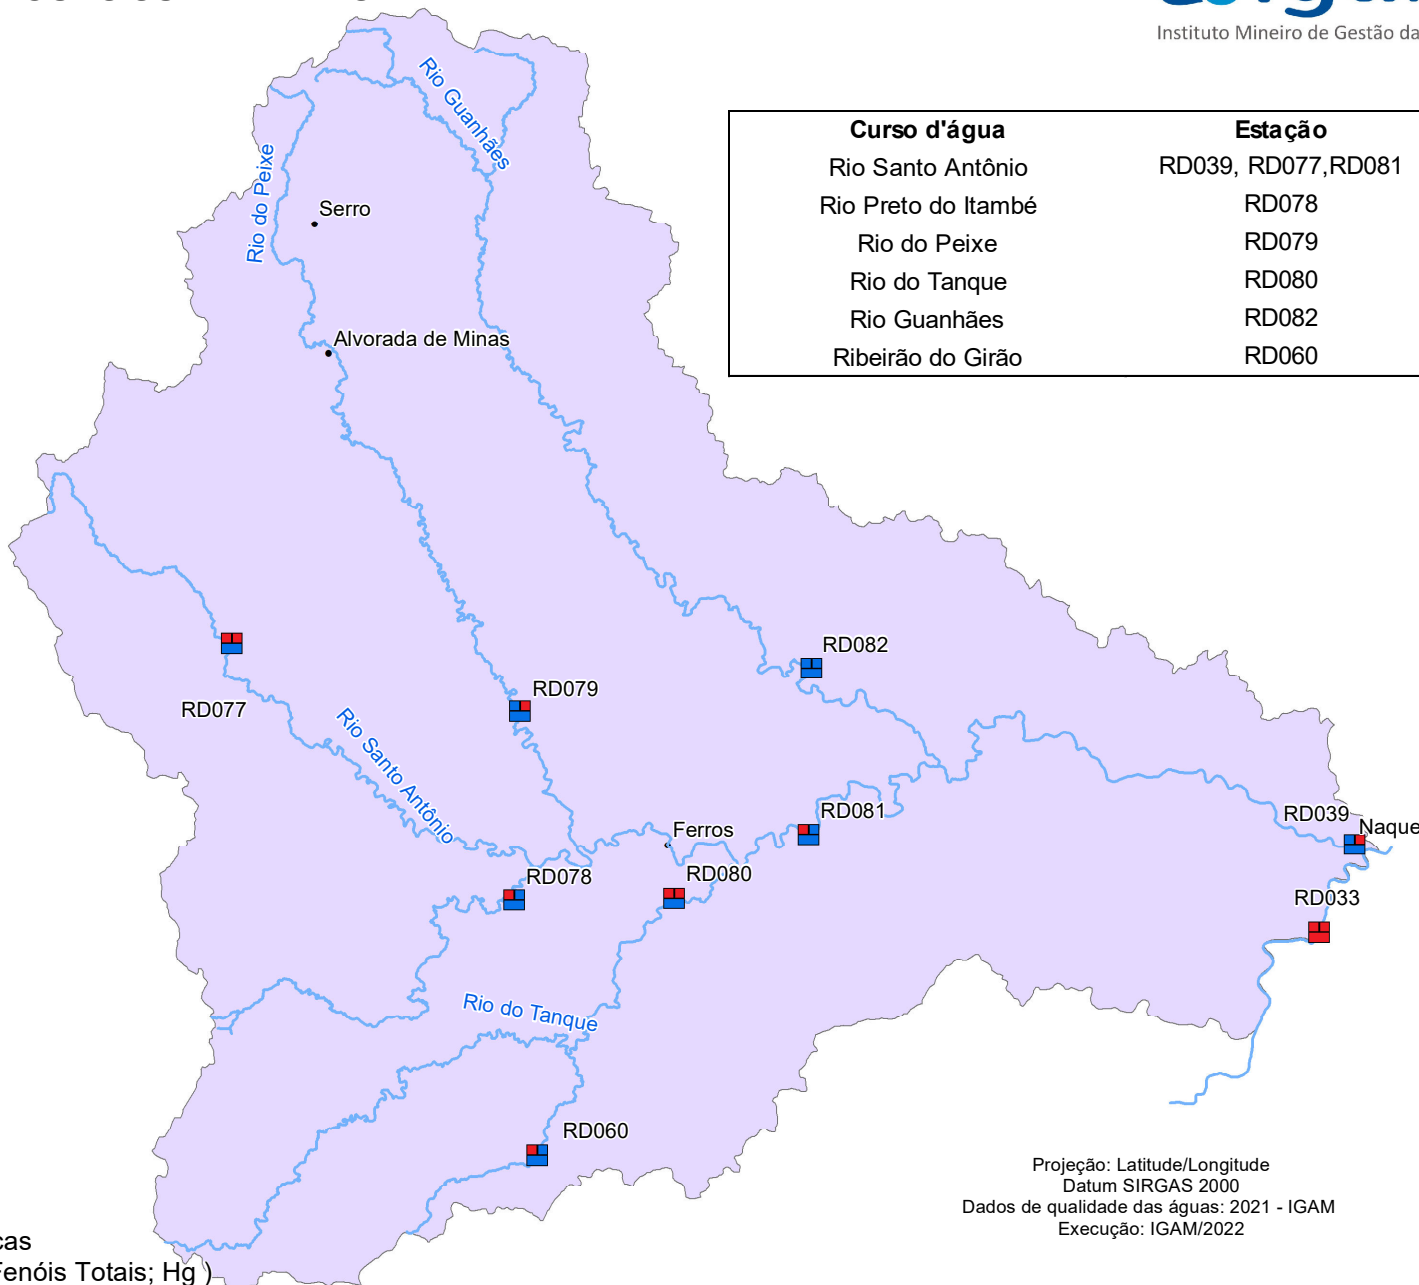 Instituto Mineiro de Gestão da
Curso d'água Estação
Rio Santo Antônio RD039, RD077,RD081
Rio Preto do Itambé RD078
Rio do Peixe RD079
Rio do Tanque RD080
Rio Guanhães RD082
Ribeirão do Girão RD060
Rio Guanhães
Rio do Peixe
Serro
Alvorada de Minas
RD082
RD079
RD077
Rio Santo Antônio
RD081
RD039
Naque
Ferros
RD078
RD080
RD033
Rio do Tanque
RD060
Projeção: Latitude/Longitude
Datum SIRGAS 2000
Dados de qualidade das águas: 2021 - IGAM
Execução: IGAM/2022
cas
Fenóis Totais; Hg )